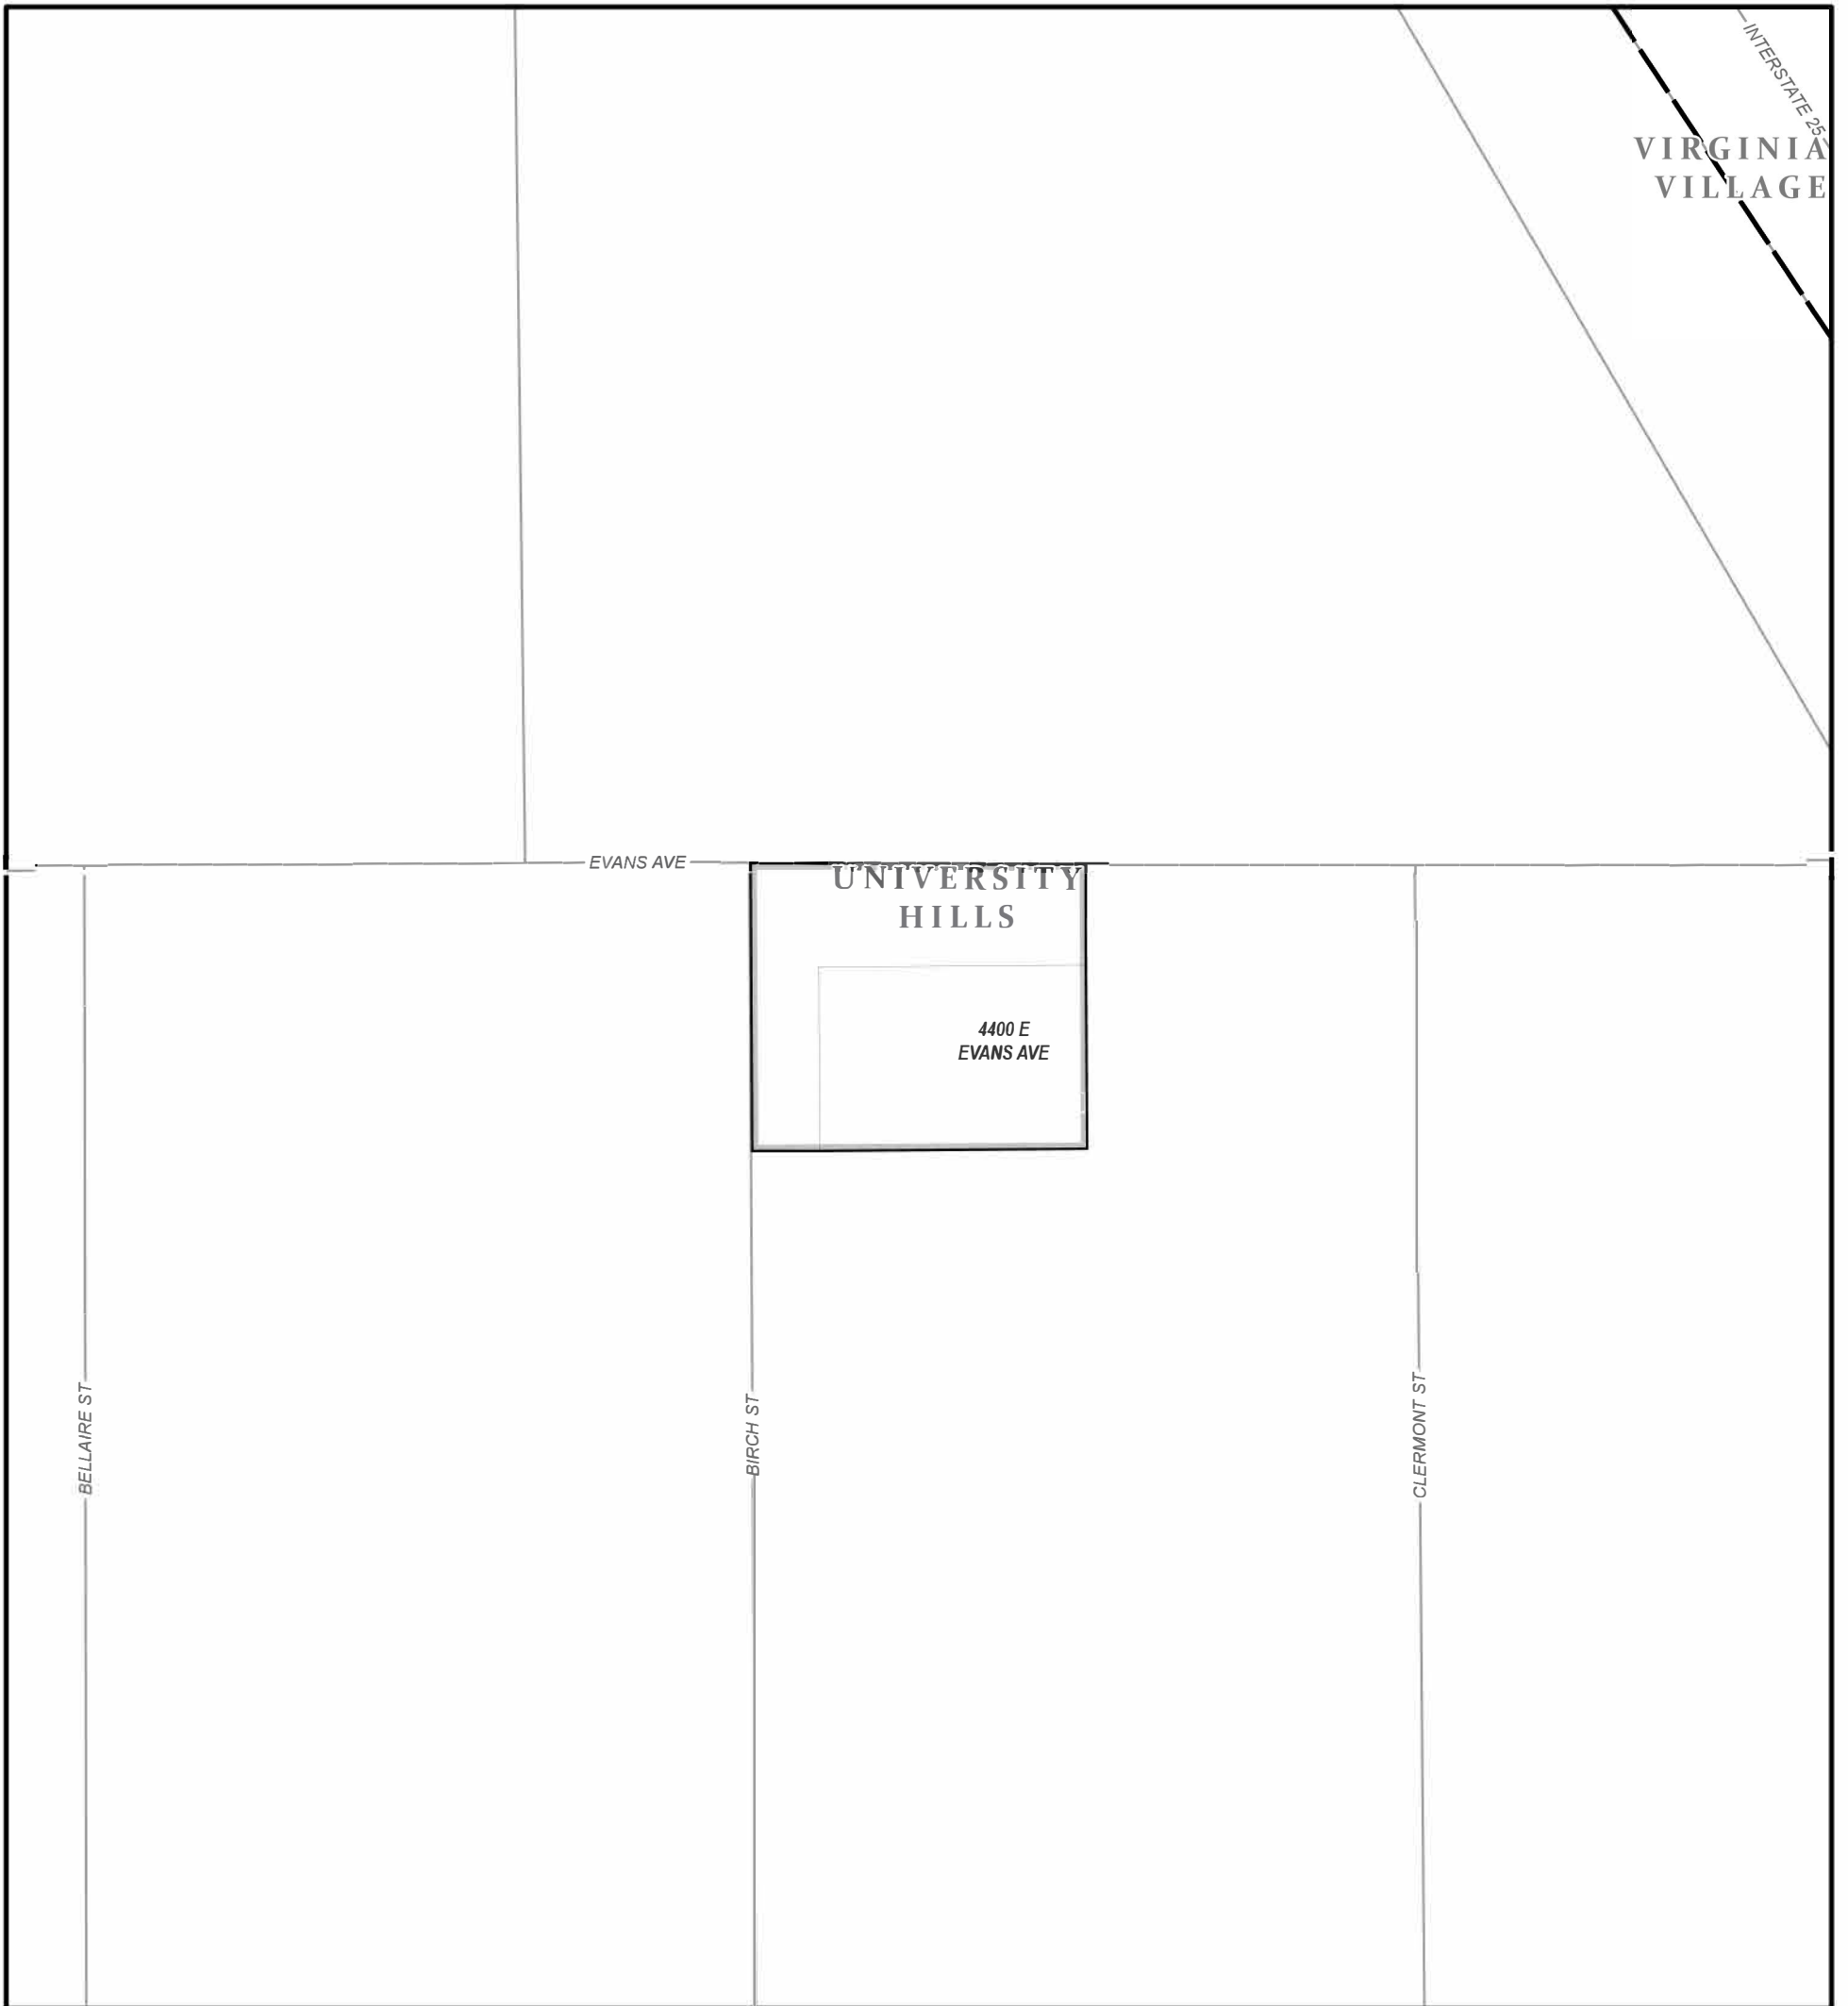 INTERSTATE 25
VIRGINIA
VILLAGE
EVANS AVE
UNIVERSITY
HILLS
4400 E
EVANS AVE
BELLAIRE ST
BIRCH ST
CLERMONT ST